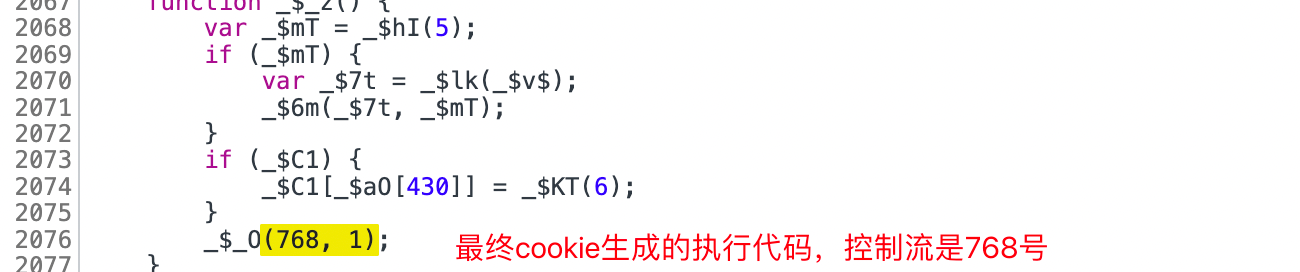 2067 function _$_z() {
2068 var _$mT = _$hI(5);
2069 if (_$mT) {
2070 var _$7t = _$lk(_$v$);
2071 _$6m(_$7t, _$mT);
2072 }
2073 if (_$C1) {
2074 _$C1[_$aO[430]] = _$KT(6);
2075 }
2076 _$_O(768, 1); 最终cookie生成的执行代码，控制流是768号
2077 }